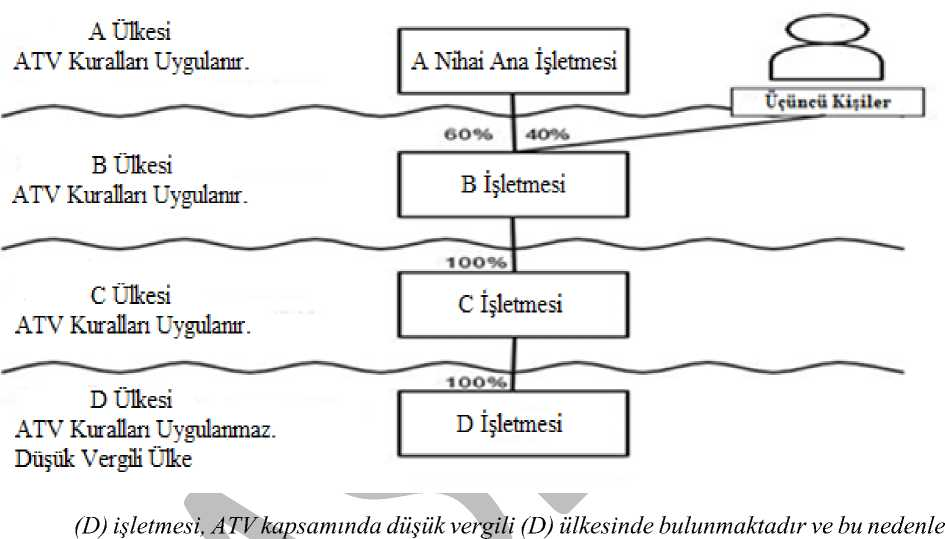 A Ülkesi
ATV Kuralları Uygulanır.
A Nihai Ana İşletmesi
Üçüncü Kişiler
60%
40%
B Ülkesi
ATV Kuralları Uygulanır.
B İşletmesi
100%
C Ülkesi
ATV Kuralları Uygulanır.
C İşletmesi
100%
D Ülkesi
ATV Kuralları Uygulanmaz.
Düşük Vergili Ülke
D İşletmesi
(D) işletmesi, ATV kapsamında düşük vergili (D) ülkesinde bulunmaktadır ve bu nedenle